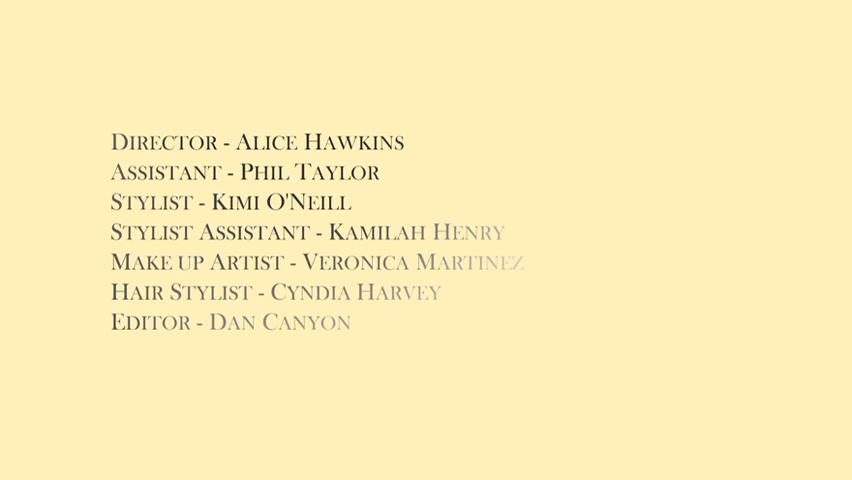 Director - Alice Hawkins
Assistant - Phil Taylor
Stylist - Kimi O'Neill
Stylist Assistant - Kamilah Henry
Make up Artist - Veronica Martinez
Hair Stylist - Cyndia Harvey
Editor - Dan Canyon